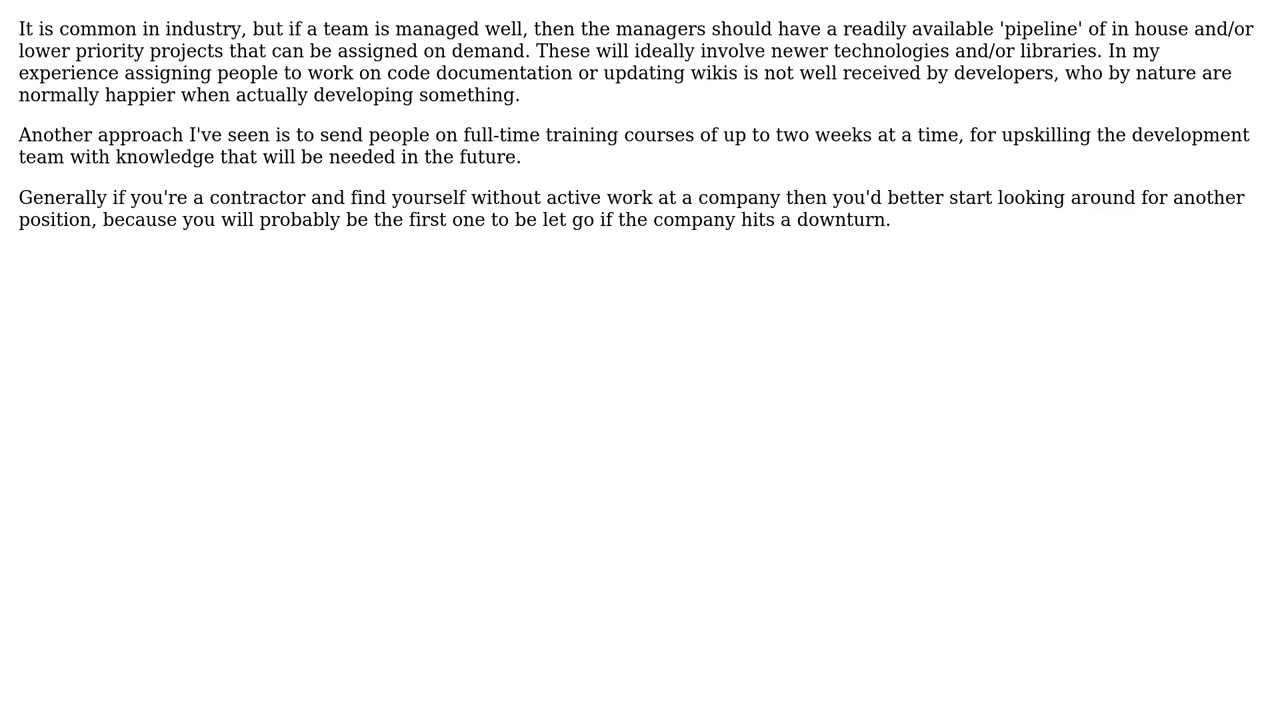 It is common in industry, but if a team is managed well, then the managers should have a readily available 'pipeline' of in house and/or
lower priority projects that can be assigned on demand. These will ideally involve newer technologies and/or libraries. In my
experience assigning people to work on code documentation or updating wikis is not well received by developers, who by nature are
normally happier when actually developing something.
Another approach I've seen is to send people on full-time training courses of up to two weeks at a time, for upskilling the development
team with knowledge that will be needed in the future.
Generally if you're a contractor and find yourself without active work at a company then you'd better start looking around for another
position, because you will probably be the first one to be let go if the company hits a downturn.